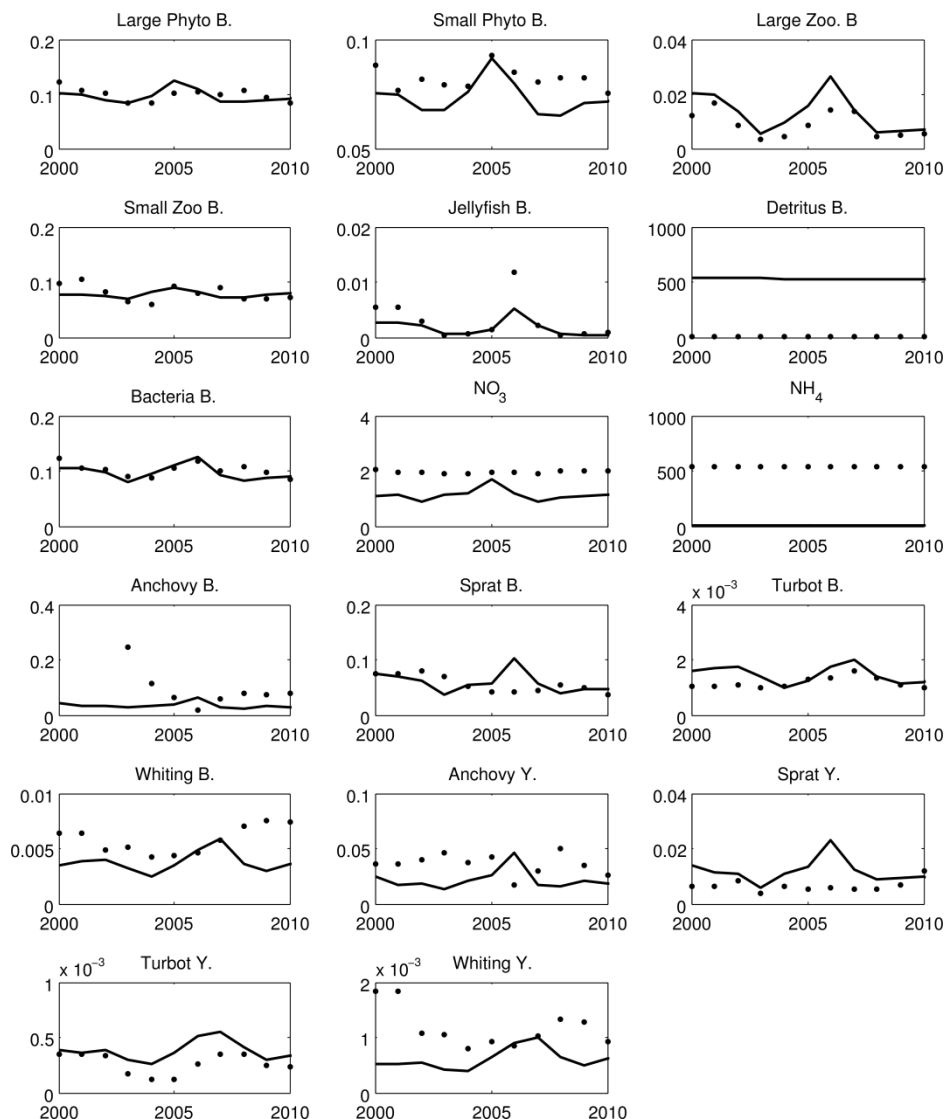 Large Phyto B. Small Phyto B. Large Zoo. B
0.2 0.1 0.04
0.1 0.02
0 0.05 0
2000 2005 2010 2000 2005 2010 2000 2005 2010
Small Zoo B. Jellyfish B. Detritus B.
0.2 0.02 1000
0.1 0.01 500
0 0 0
2000 2005 2010 2000 2005 2010 2000 2005 2010
Bacteria B. NO3 NH4
0.2 4 1000
0.1 2 500
0 0 0
2000 2005 2010 2000 2005 2010 2000 2005 2010
Anchovy B. Sprat B. x 10−3 Turbot B.
0.4 0.2 4
0.2 0.1 2
0 0 0
2000 2005 2010 2000 2005 2010 2000 2005 2010
Whiting B. Anchovy Y. Sprat Y.
0.01 0.1 0.04
0.005 0.05 0.02
0 0 0
2000 2005 2010 2000 2005 2010 2000 2005 2010
x 10−3 Turbot Y. x 10−3 Whiting Y.
1 2
0.5 1
0 0
2000 2005 2010 2000 2005 2010